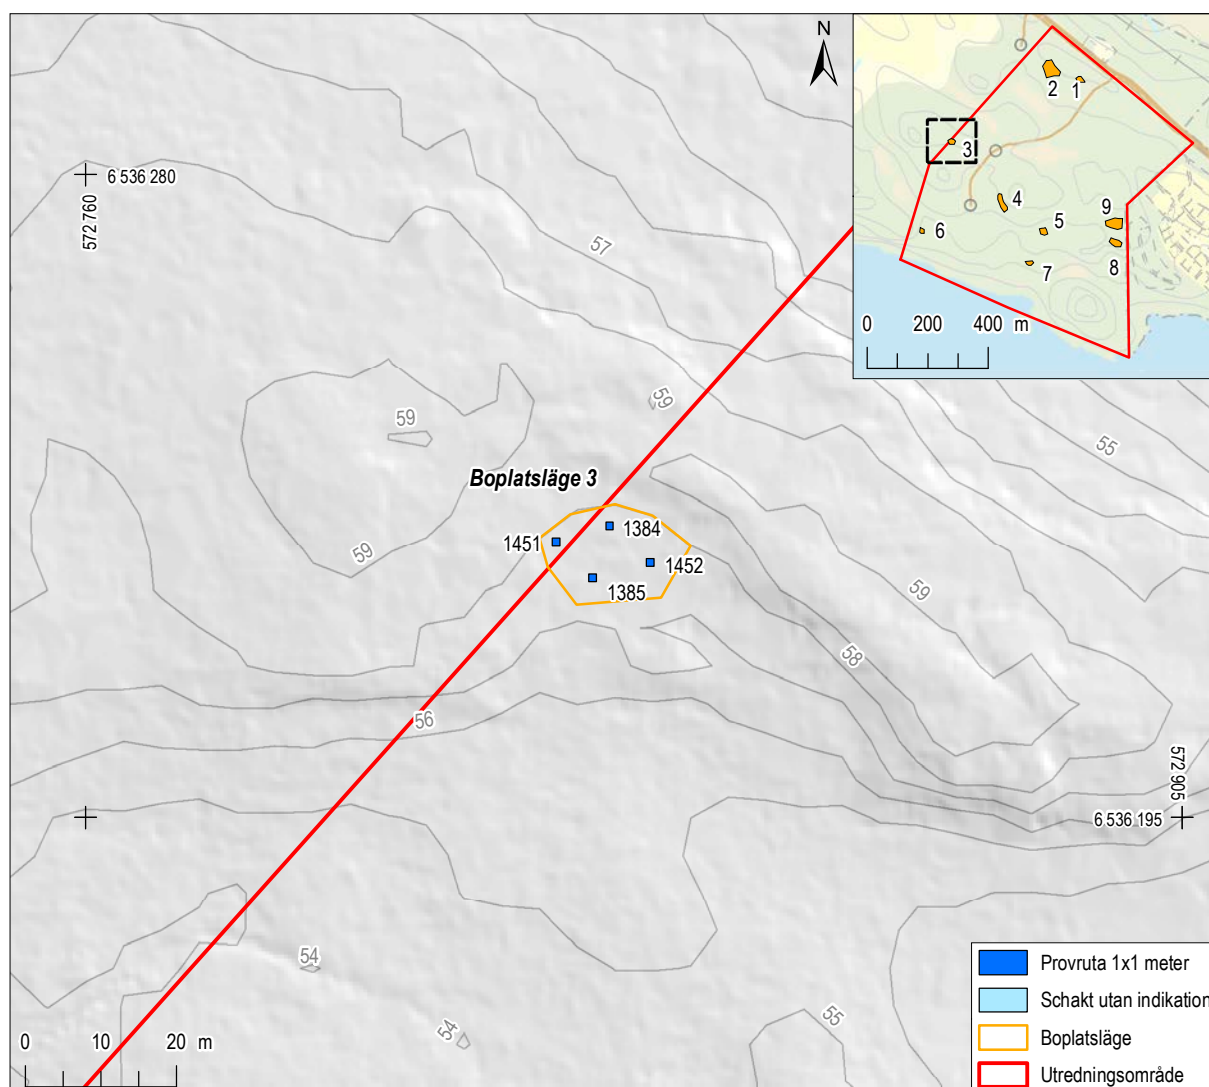 N
6 536 280
572 760
57
59
59
59
55
Boplatsläge 3
1451
1384
1452
1385
59
58
56
572 905
6 536 195
54
54
55
0 10 20 m
2
1
3
4
5
9
6
7
8
0 200 400 m
Provruta 1x1 meter
Schakt utan indikation
Boplatsläge
Utredningsområde